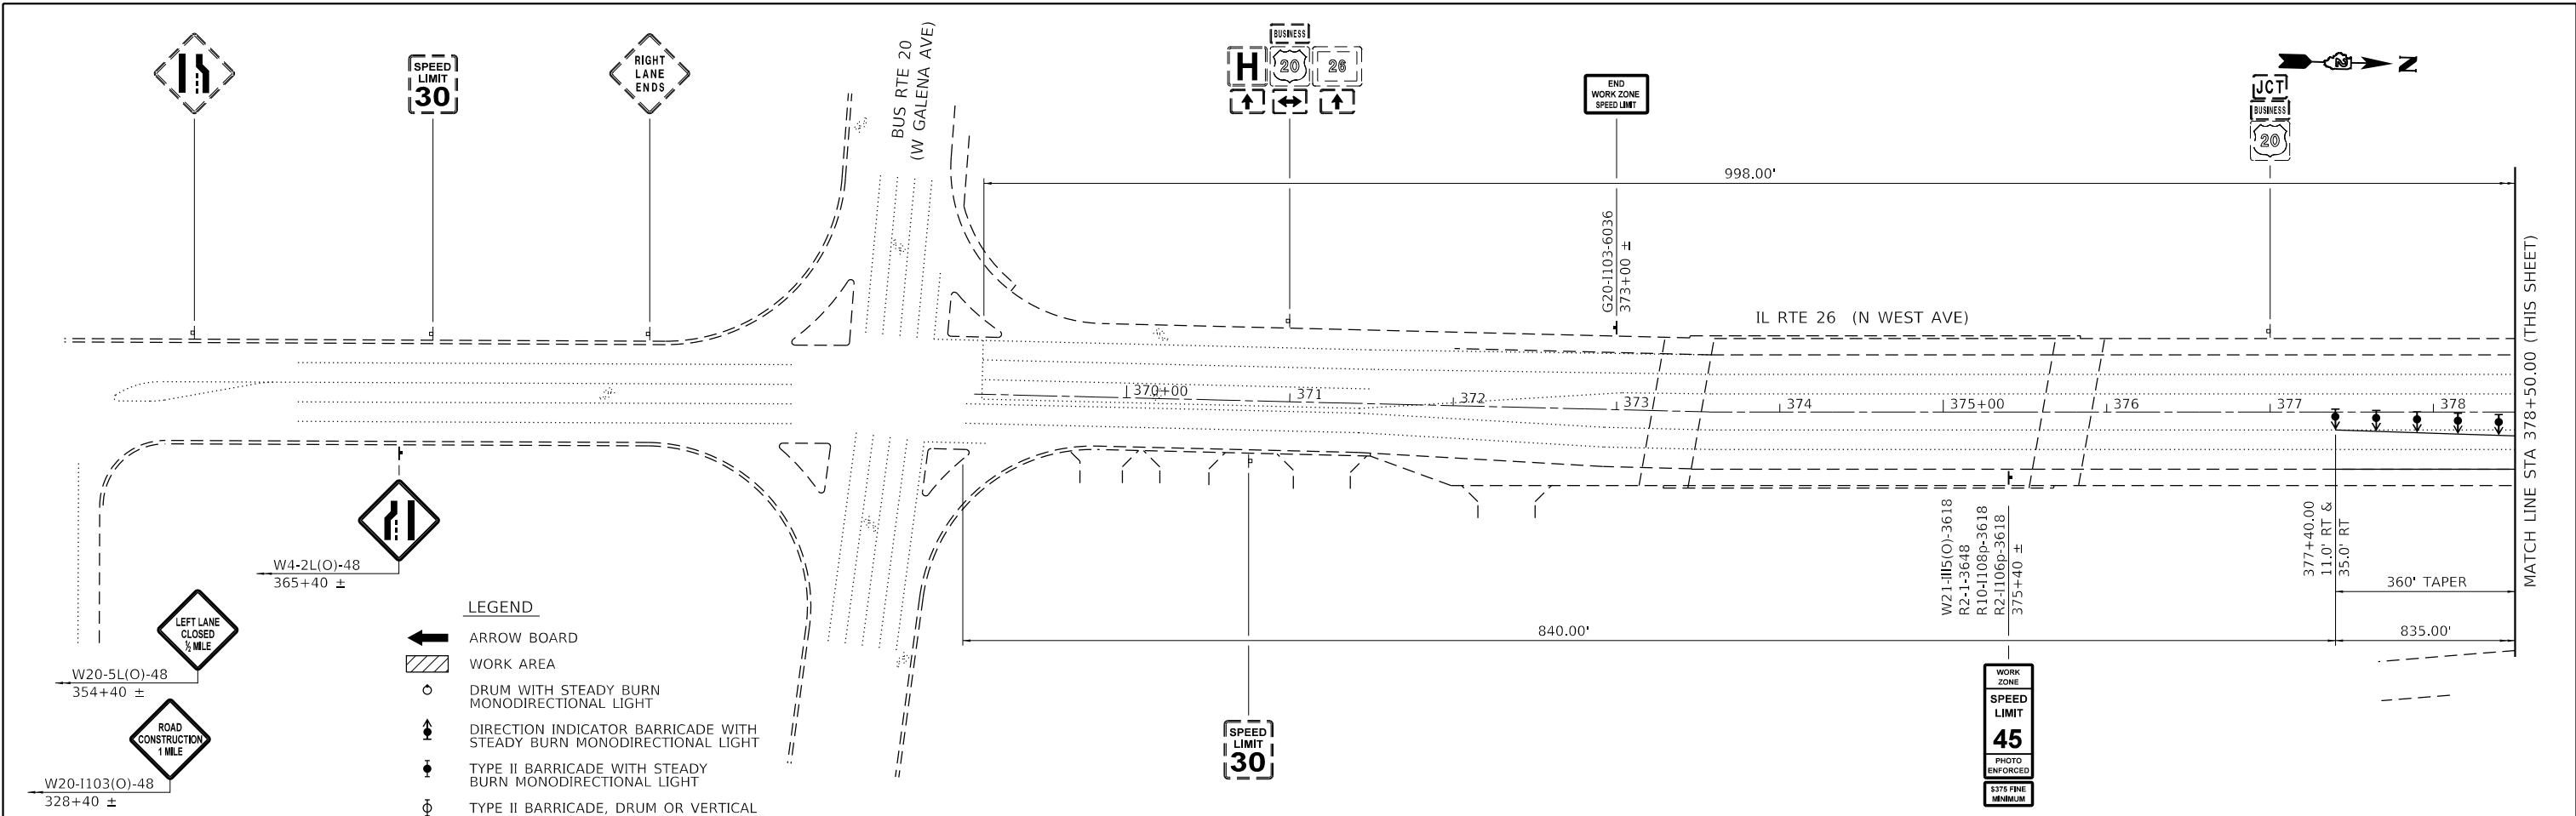 SPEED
LIMIT
30
RIGHT
LANE
ENDS
BUS RTE 20
(W GALENA AVE)
BUSINESS
H
20
26
END
WORK ZONE
SPEED LIMIT
N
JCT
BUSINESS
20
998.00'
G20-I103-6036
373+00 ±
IL RTE 26 (N WEST AVE)
MATCH LINE STA 378+50.00 (THIS SHEET)
370+00
371
372
373
374
375+00
376
377
378
W4-2L(O)-48
365+40 ±
LEFT LANE
CLOSED
½ MILE
W20-5L(O)-48
354+40 ±
ROAD
CONSTRUCTION
1 MILE
W20-I103(O)-48
328+40 ±
LEGEND
ARROW BOARD
WORK AREA
DRUM WITH STEADY BURN
MONODIRECTIONAL LIGHT
DIRECTION INDICATOR BARRICADE WITH
STEADY BURN MONODIRECTIONAL LIGHT
TYPE II BARRICADE WITH STEADY
BURN MONODIRECTIONAL LIGHT
TYPE II BARRICADE, DRUM OR VERTICAL
840.00'
SPEED
LIMIT
30
W21-III5(O)-3618
R2-1-3648
R10-I108p-3618
R2-I106p-3618
375+40 ±
WORK
ZONE
SPEED
LIMIT
45
PHOTO
ENFORCED
$375 FINE
MINIMUM
377+40.00
11.0' RT &
35.0' RT
360' TAPER
835.00'